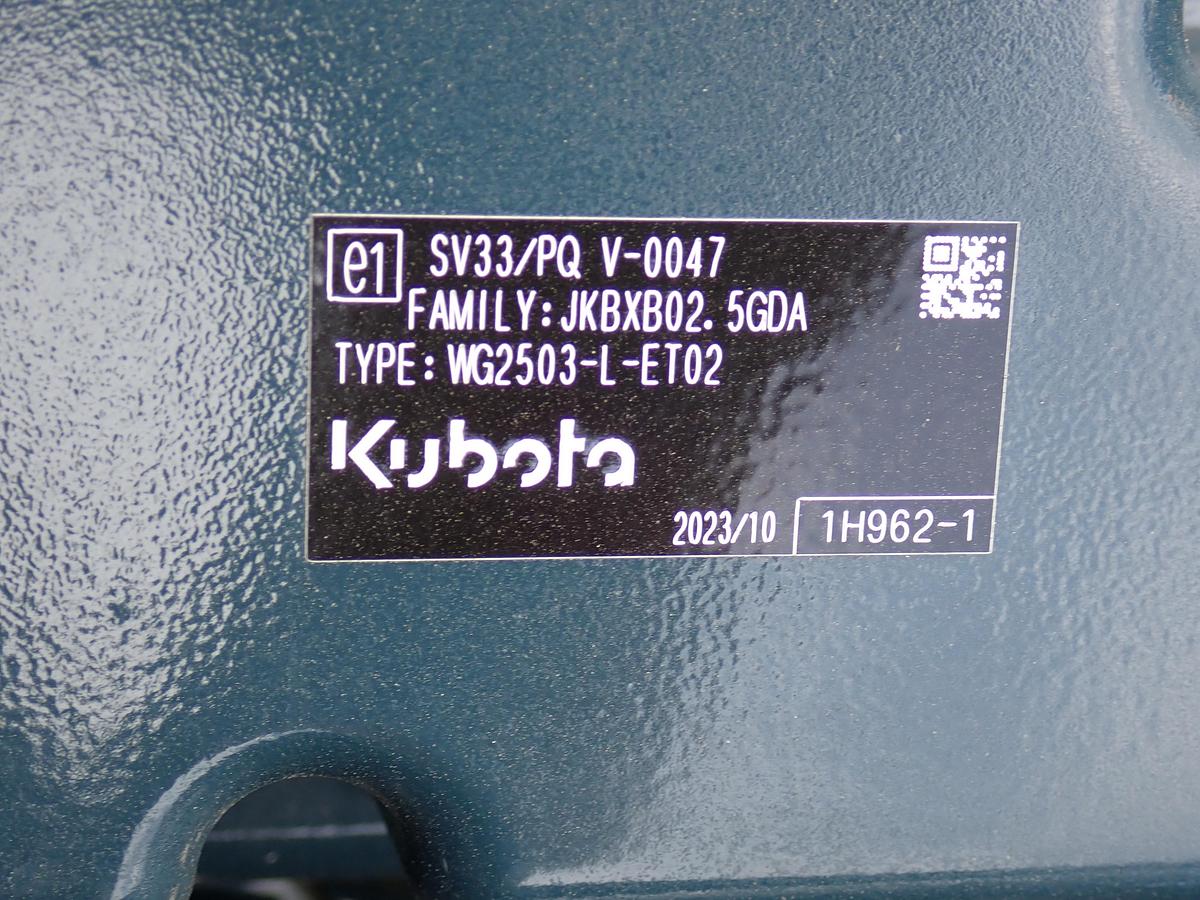 e1 SV33/PQ V-0047
FAMILY:JKBXB02.5GDA
TYPE:WG2503-L-ET02
Kubota
2023/10 1H962-1